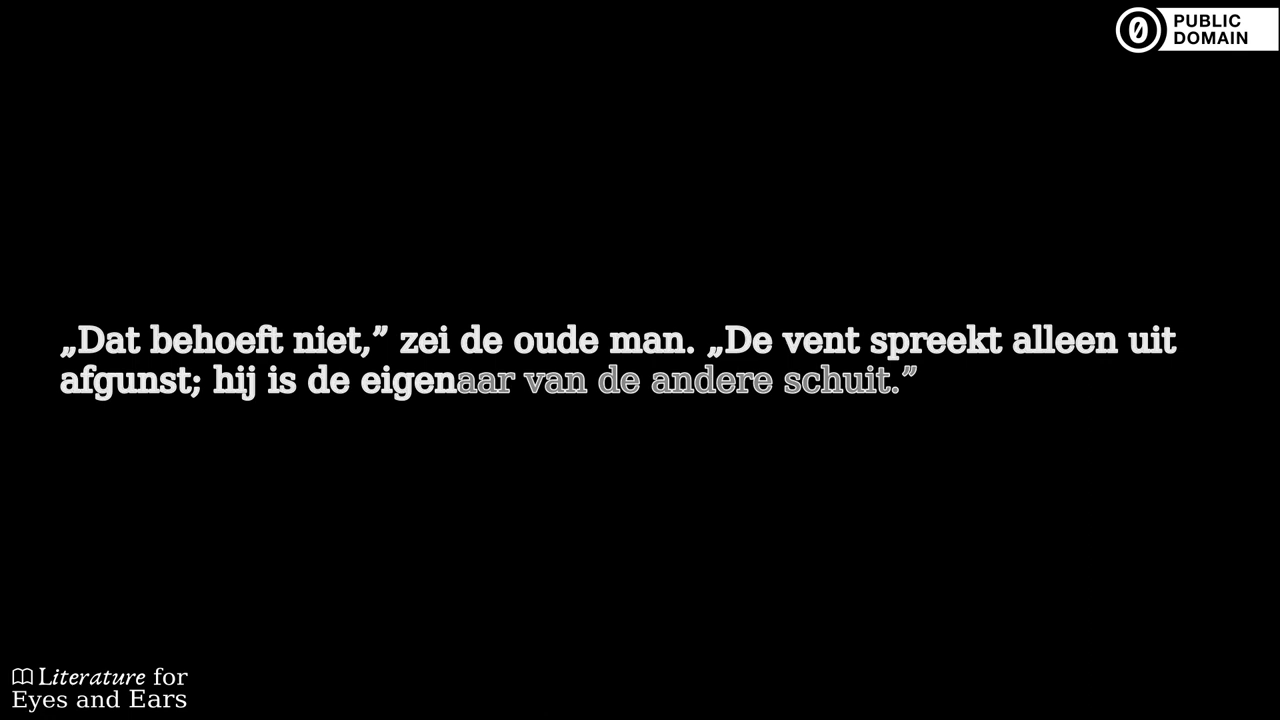 PUBLIC
DOMAIN
„Dat behoeft niet,” zei de oude man. „De vent spreekt alleen uit
afgunst; hij is de eigenaar van de andere schuit.”
Literature for
Eyes and Ears